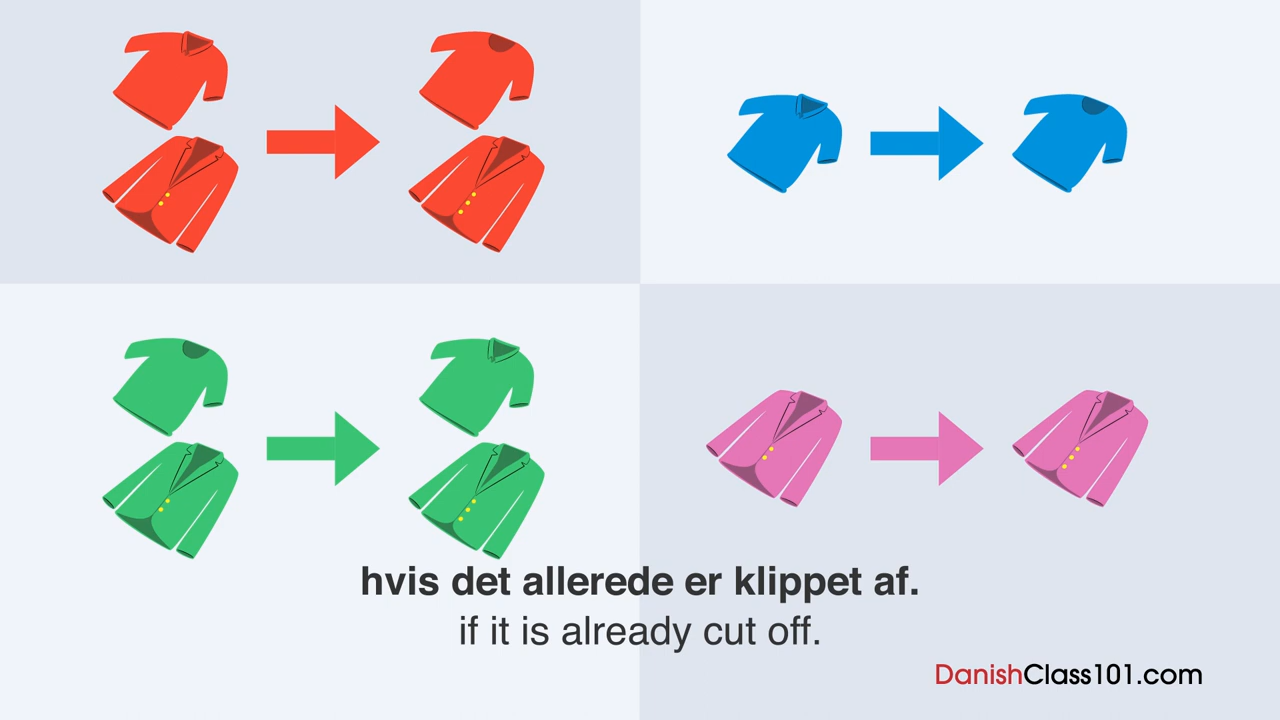 hvis det allerede er klippet af.
if it is already cut off.
DanishClass101.com